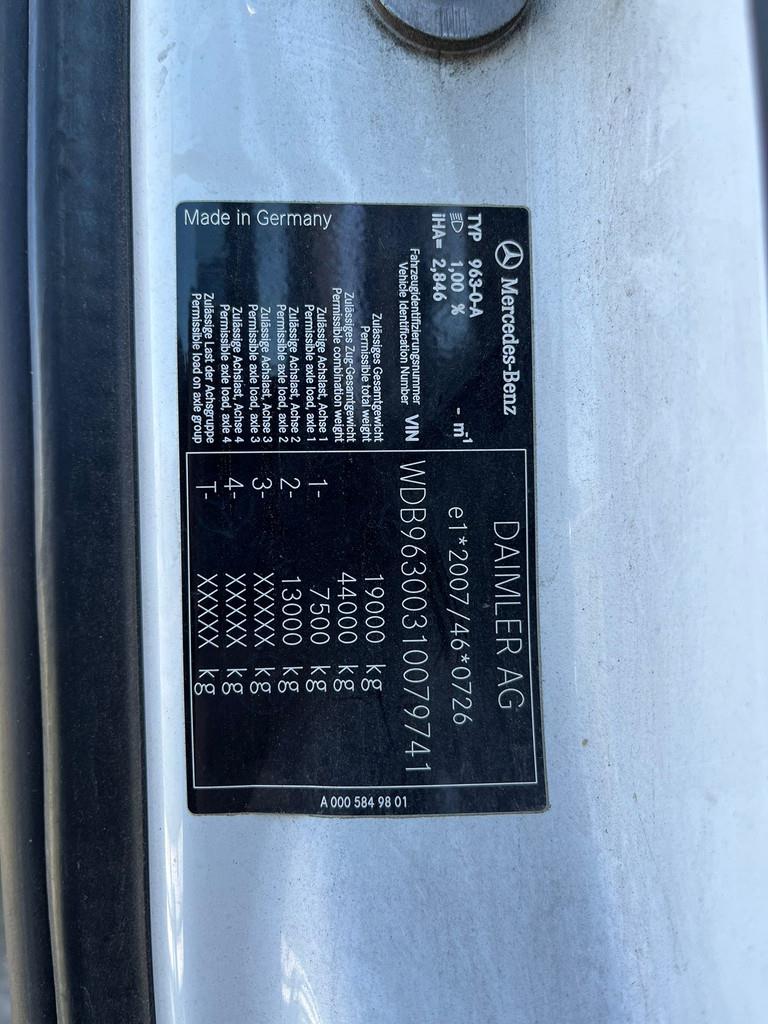 Mercedes-Benz
DAIMLER AG
TYP 963-0-A
1,00 % - m-1 e1*2007/46*0726
iHA= 2,846
Fahrzeugidentifizierungsnummer
Vehicle Identification Number VIN WDB96300310079741
Zulässiges Gesamtgewicht
Permissible total weight 19000 kg
Zulässiges Zug-Gesamtgewicht
Permissible combination weight 44000 kg
Zulässige Achslast, Achse 1
Permissible axle load, axle 1 1- 7500 kg
Zulässige Achslast, Achse 2
Permissible axle load, axle 2 2- 13000 kg
Zulässige Achslast, Achse 3
Permissible axle load, axle 3 3- XXXXX kg
Zulässige Achslast, Achse 4
Permissible axle load, axle 4 4- XXXXX kg
Zulässige Last der Achsgruppe
Permissible load on axle group T- XXXXX kg
Made in Germany
A 000 584 98 01